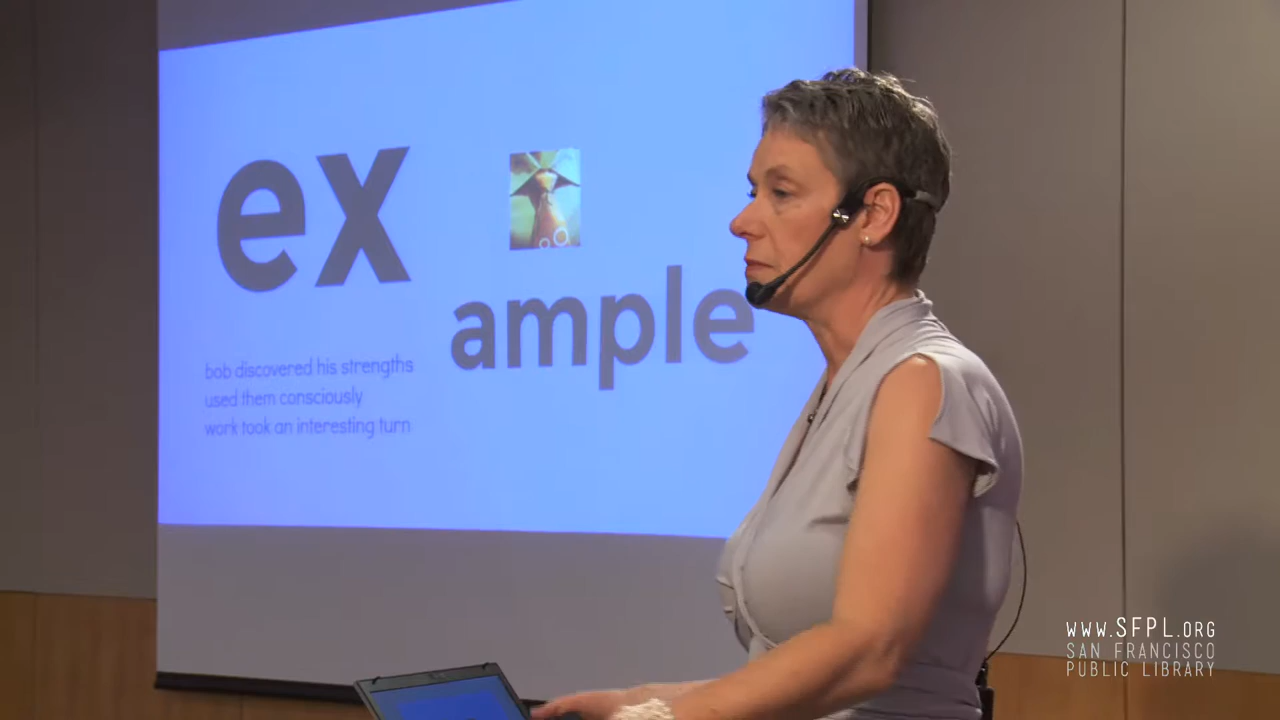 ex
ample
bob discovered his strengths
used them consciously
work took an interesting turn
www.SFPL.org
SAN FRANCISCO
PUBLIC LIBRARY